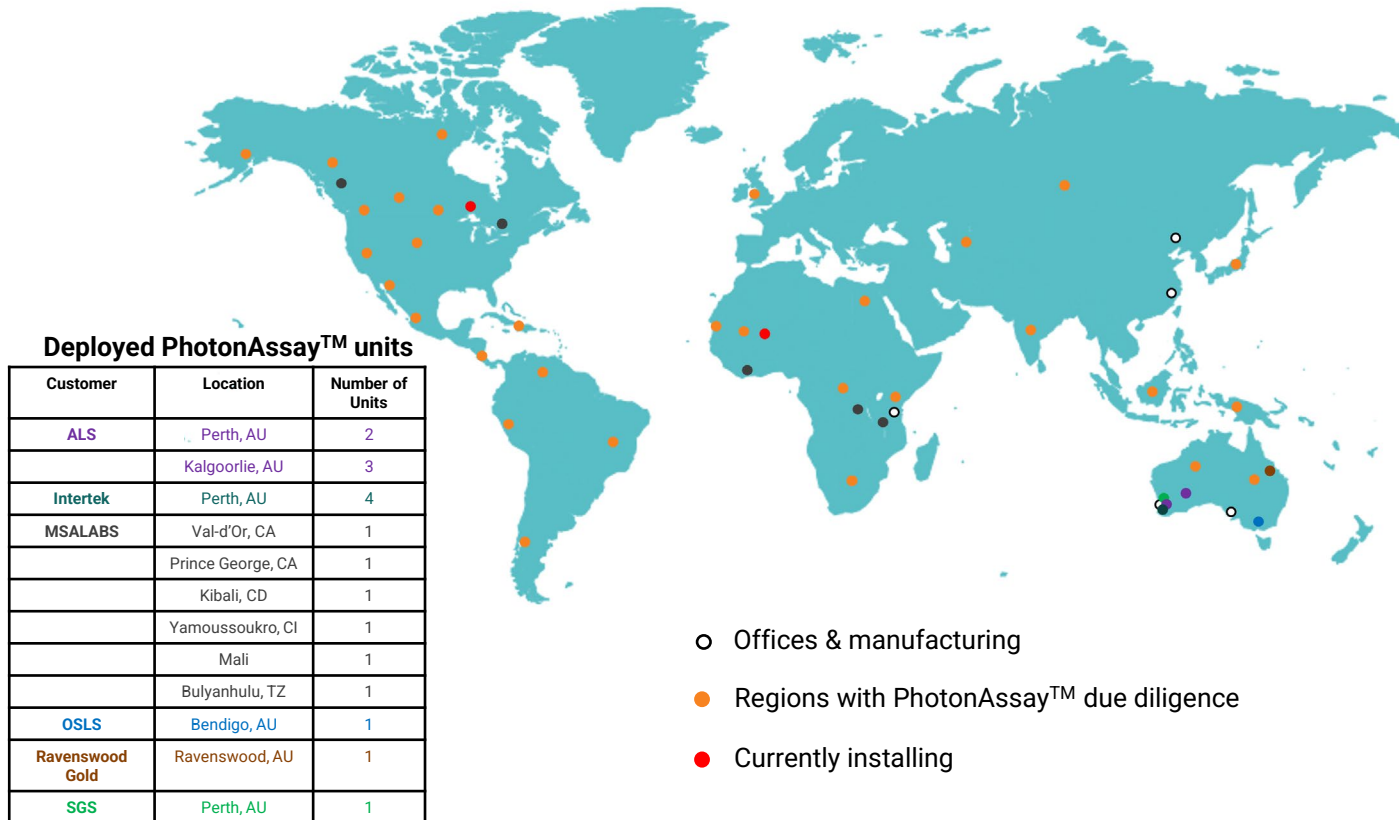 Deployed PhotonAssay™ units
Customer Location Number of
Units
ALS Perth, AU 2
Kalgoorlie, AU 3
Intertek Perth, AU 4
MSALABS Val-d'Or, CA 1
Prince George, CA 1
Kibali, CD 1
Yamoussoukro, CI 1
Mali 1
Bulyanhulu, TZ 1
OSLS Bendigo, AU 1
Ravenswood Ravenswood, AU 1
Gold
SGS Perth, AU 1
Offices & manufacturing
Regions with PhotonAssay™ due diligence
Currently installing